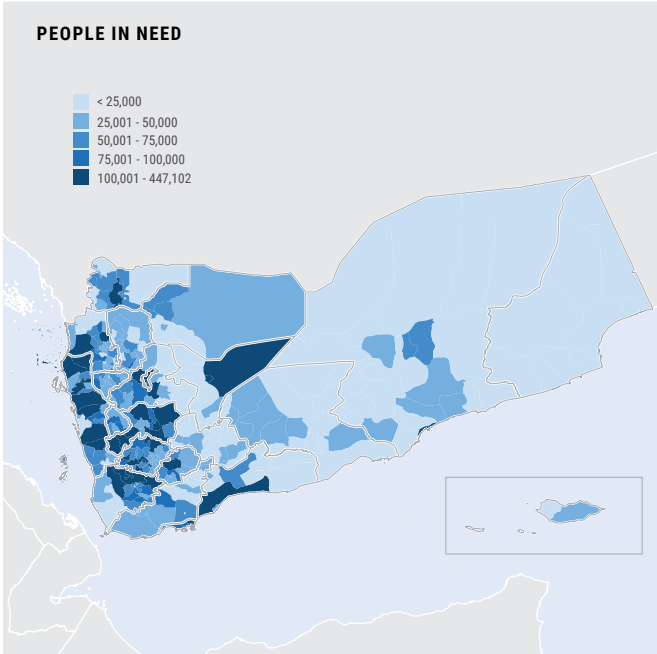 PEOPLE IN NEED
< 25,000
25,001 - 50,000
50,001 - 75,000
75,001 - 100,000
100,001 - 447,102